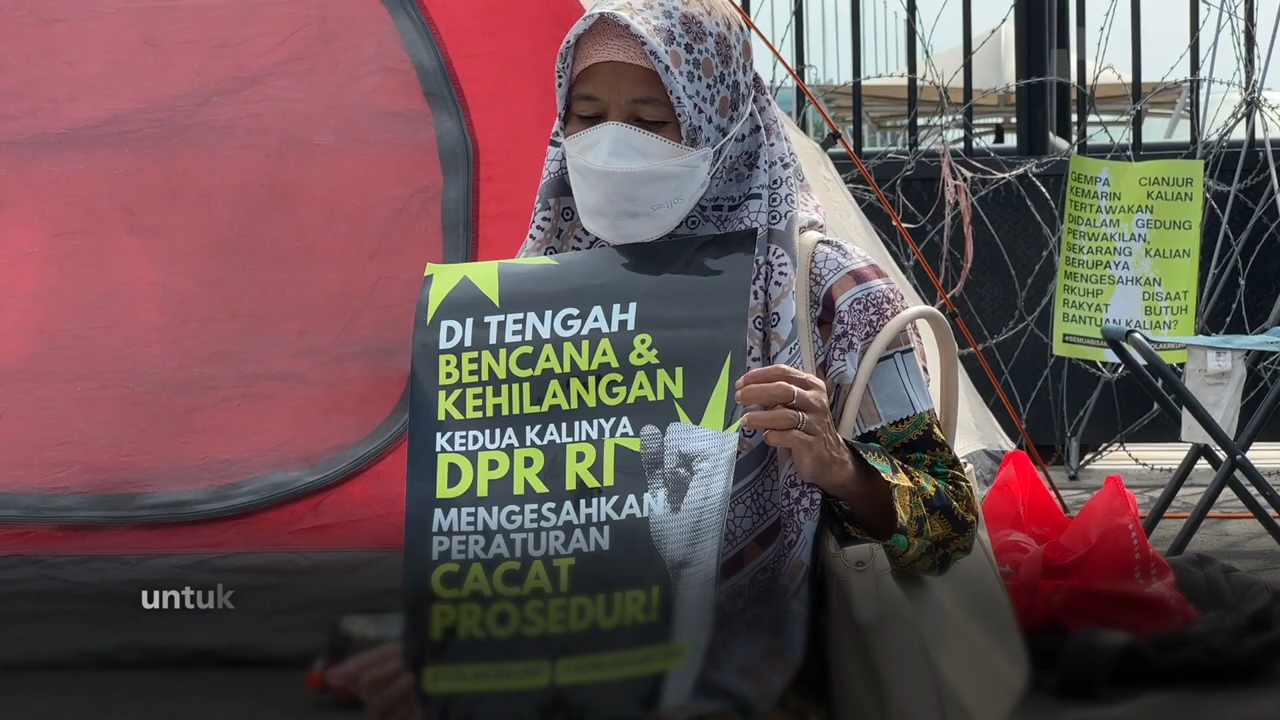 DI TENGAH
BENCANA &
KEHILANGAN
KEDUA KALINYA
DPR RI
MENGESAHKAN
PERATURAN
CACAT
PROSEDUR!
GEMPA CIANJUR
KEMARIN KALIAN
TERTAWAKAN
DIDALAM GEDUNG
PERWAKILAN,
SEKARANG KALIAN
BERUPAYA
MENGESAHKAN
RKUHP DISAAT
RAKYAT BUTUH
BANTUAN KALIAN?
softies
untuk